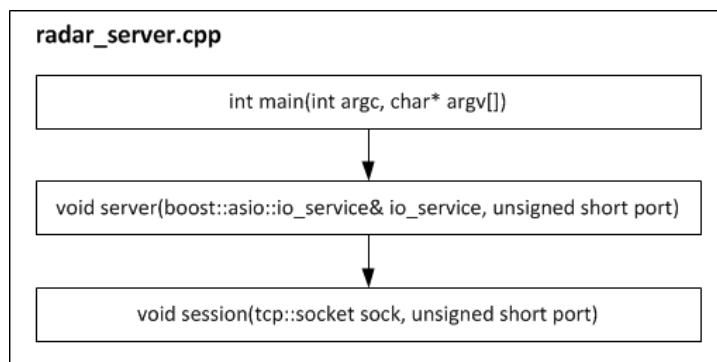 radar_server.cpp
int main(int argc, char* argv[])
void server(boost::asio::io_service& io_service, unsigned short port)
void session(tcp::socket sock, unsigned short port)